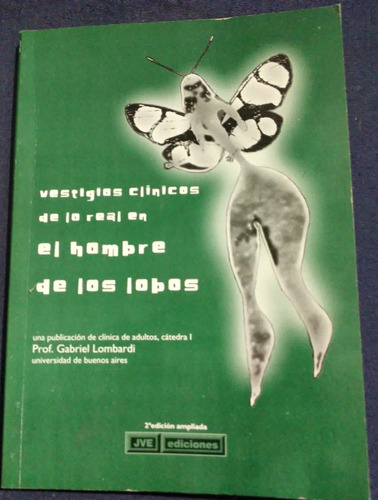 vestigios clínicos
de lo real en
el hombre
de los lobos
una publicación de clínica de adultos, cátedra I
Prof. Gabriel Lombardi
universidad de buenos aires
2ªedición ampliada
JVE ediciones